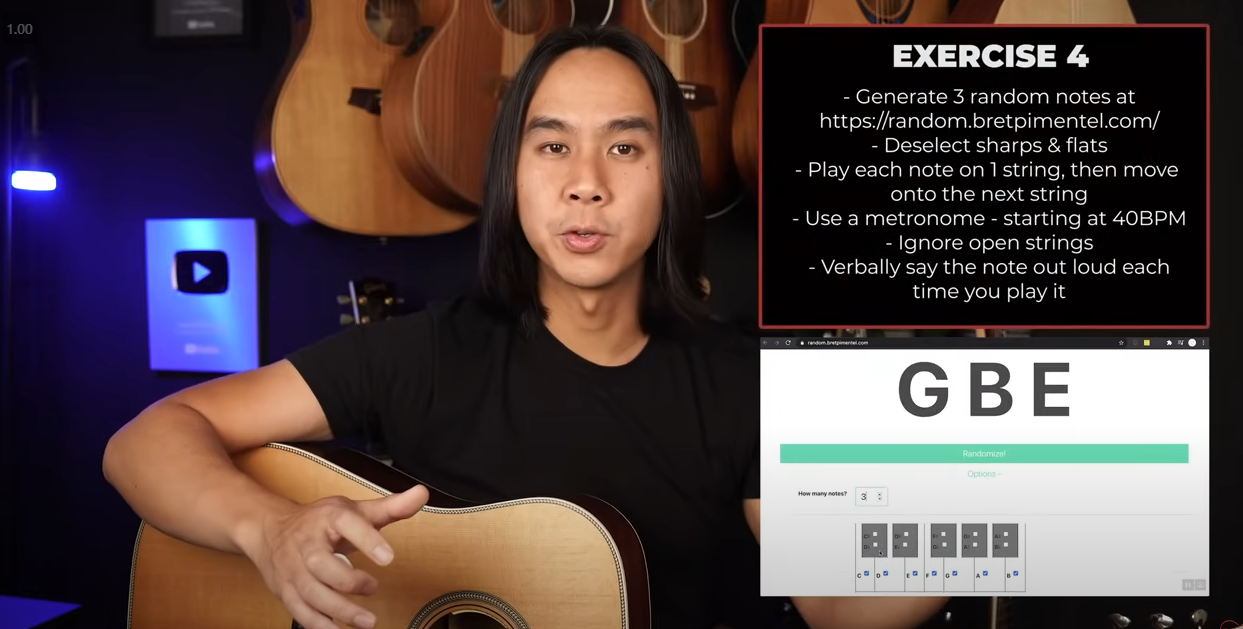 1.00
EXERCISE 4
- Generate 3 random notes at
https://random.bretpimentel.com/
- Deselect sharps & flats
- Play each note on 1 string, then move
onto the next string
- Use a metronome - starting at 40BPM
- Ignore open strings
- Verbally say the note out loud each
time you play it
random.bretpimentel.com
G B E
Randomize!
Options
How many notes? 3
C D E F G A B